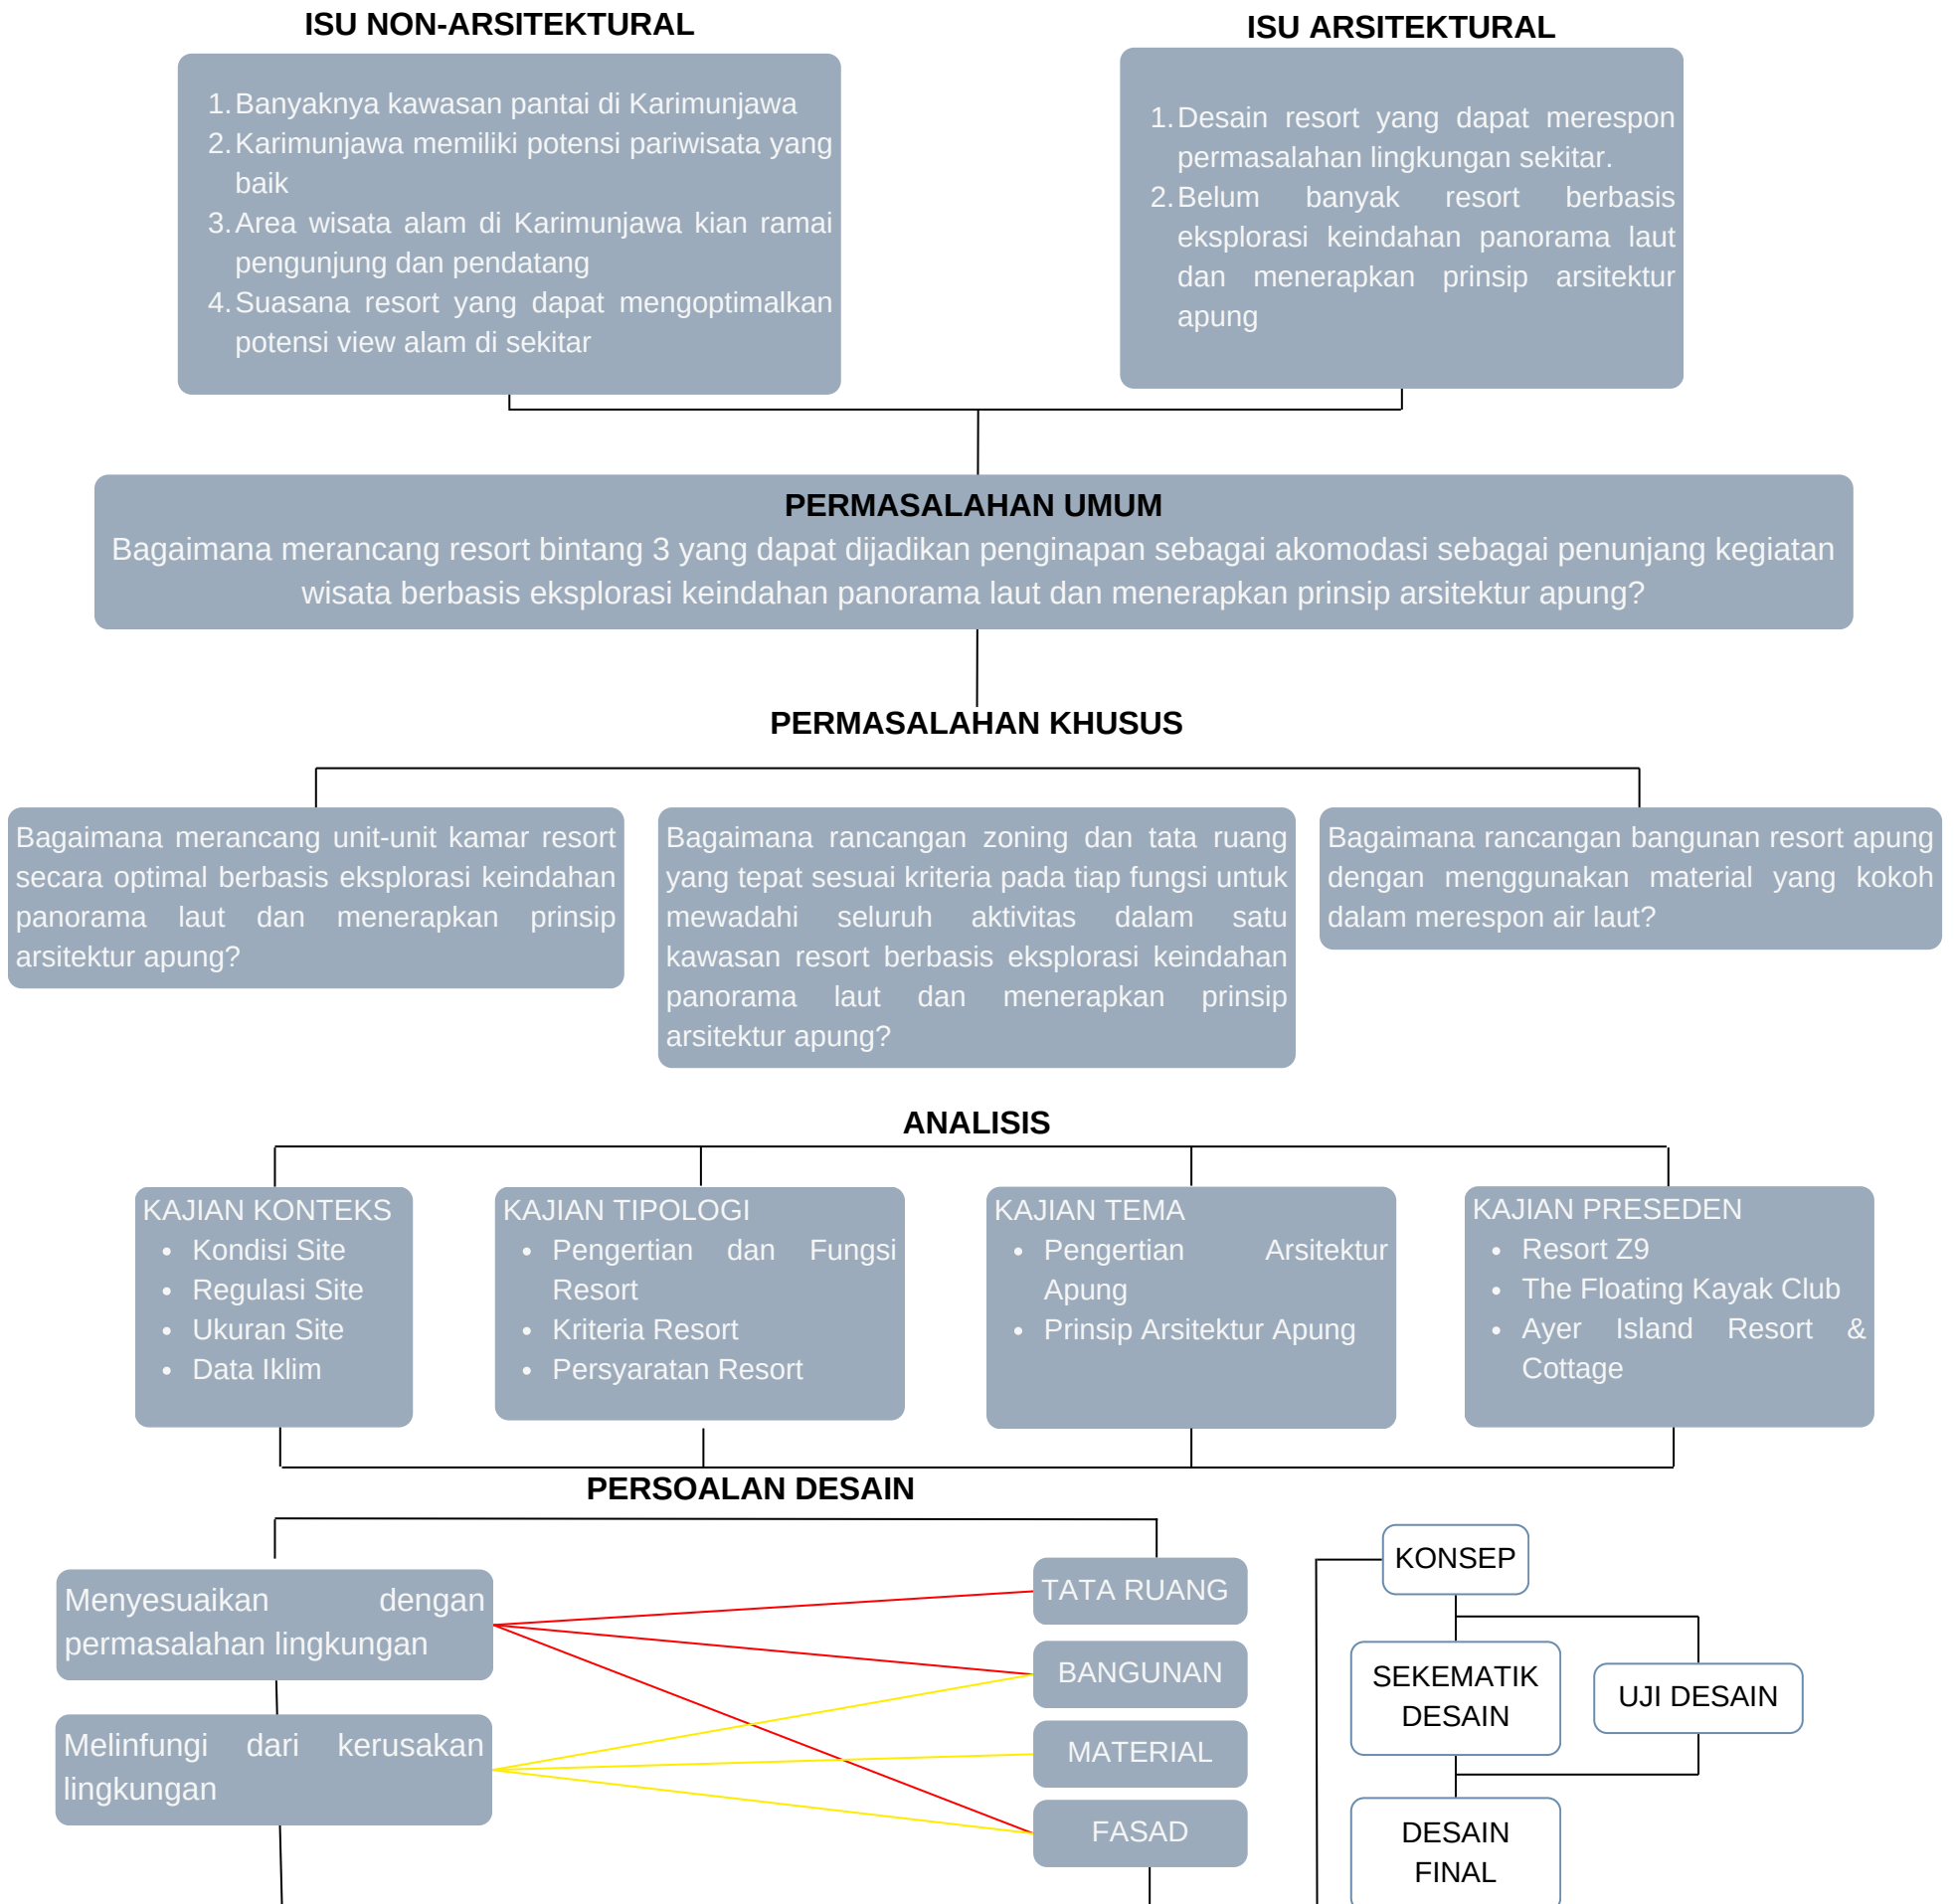 ISU NON-ARSITEKTURAL
1. Banyaknya kawasan pantai di Karimunjawa
2. Karimunjawa memiliki potensi pariwisata yang
baik
3. Area wisata alam di Karimunjawa kian ramai
pengunjung dan pendatang
4. Suasana resort yang dapat mengoptimalkan
potensi view alam di sekitar
ISU ARSITEKTURAL
1. Desain resort yang dapat merespon
permasalahan lingkungan sekitar.
2. Belum banyak resort berbasis
eksplorasi keindahan panorama laut
dan menerapkan prinsip arsitektur
apung
PERMASALAHAN UMUM
Bagaimana merancang resort bintang 3 yang dapat dijadikan penginapan sebagai akomodasi sebagai penunjang kegiatan
wisata berbasis eksplorasi keindahan panorama laut dan menerapkan prinsip arsitektur apung?
PERMASALAHAN KHUSUS
Bagaimana merancang unit-unit kamar resort
secara optimal berbasis eksplorasi keindahan
panorama laut dan menerapkan prinsip
arsitektur apung?
Bagaimana rancangan zoning dan tata ruang
yang tepat sesuai kriteria pada tiap fungsi untuk
mewadahi seluruh aktivitas dalam satu
kawasan resort berbasis eksplorasi keindahan
panorama laut dan menerapkan prinsip
arsitektur apung?
Bagaimana rancangan bangunan resort apung
dengan menggunakan material yang kokoh
dalam merespon air laut?
ANALISIS
KAJIAN KONTEKS
• Kondisi Site
• Regulasi Site
• Ukuran Site
• Data Iklim
KAJIAN TIPOLOGI
• Pengertian dan Fungsi
Resort
• Kriteria Resort
• Persyaratan Resort
KAJIAN TEMA
• Pengertian Arsitektur
Apung
• Prinsip Arsitektur Apung
KAJIAN PRESEDEN
• Resort Z9
• The Floating Kayak Club
• Ayer Island Resort &
Cottage
PERSOALAN DESAIN
Menyesuaikan dengan
permasalahan lingkungan
Melinfungi dari kerusakan
lingkungan
TATA RUANG
BANGUNAN
MATERIAL
FASAD
KONSEP
SEKEMATIK
DESAIN
UJI DESAIN
DESAIN
FINAL